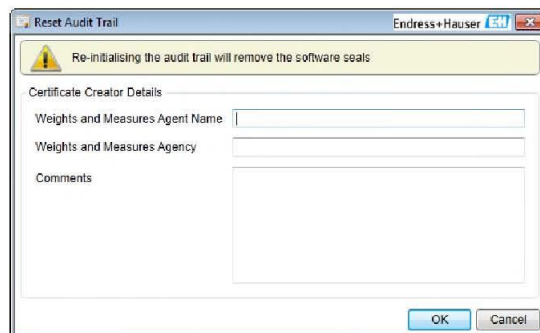 Reset Audit Trail
Endress+Hauser EH
Re-initialising the audit trail will remove the software seals
Certificate Creator Details
Weights and Measures Agent Name
Weights and Measures Agency
Comments
OK Cancel